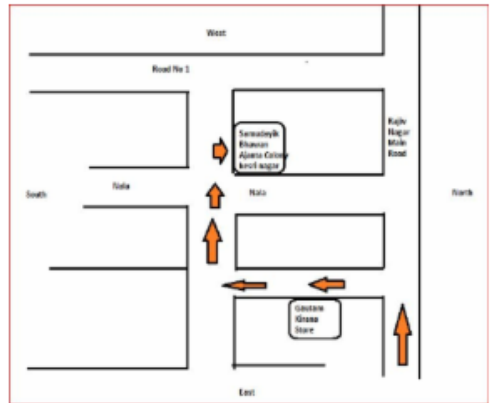 West
Road No 1
Samudayik
Bhawan
Ajanta Colony
kesri nagar
Rajiv
Nagar
Main
Road
South
Nala
Nala
North
Gautam
Kirana
Store
East